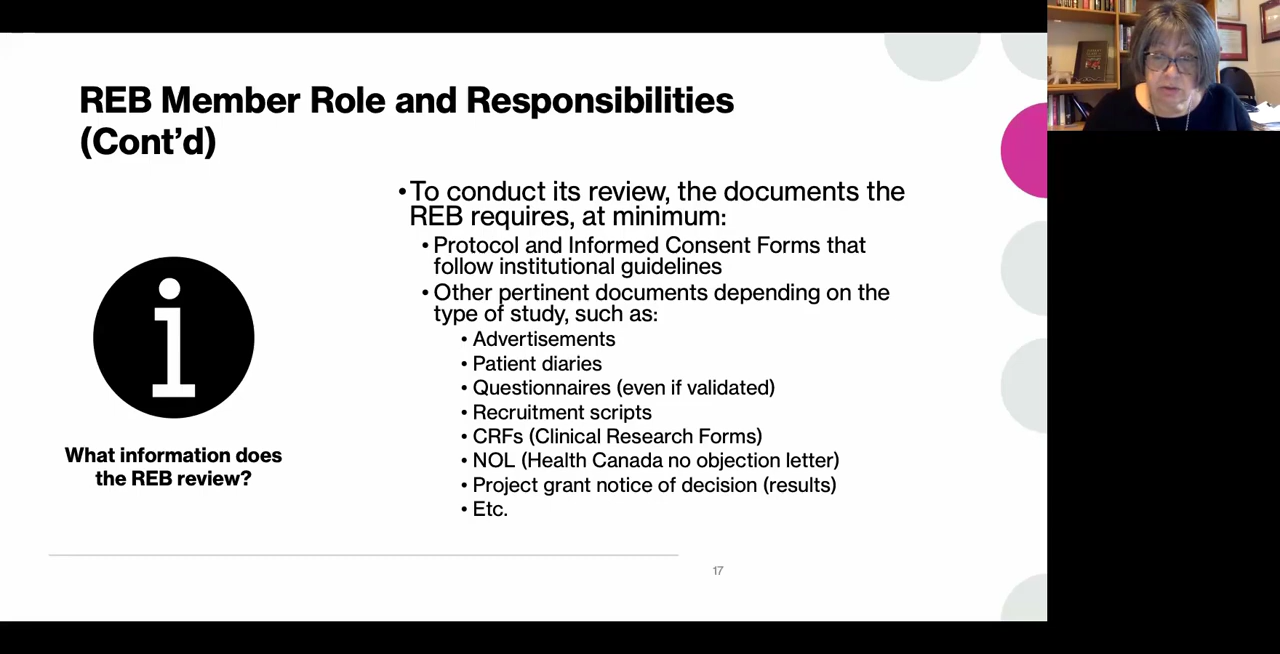 REB Member Role and Responsibilities
(Cont'd)
•To conduct its review, the documents the
REB requires, at minimum:
•Protocol and Informed Consent Forms that
follow institutional guidelines
•Other pertinent documents depending on the
type of study, such as:
•Advertisements
•Patient diaries
•Questionnaires (even if validated)
•Recruitment scripts
•CRFs (Clinical Research Forms)
•NOL (Health Canada no objection letter)
•Project grant notice of decision (results)
•Etc.
i
What information does
the REB review?
17